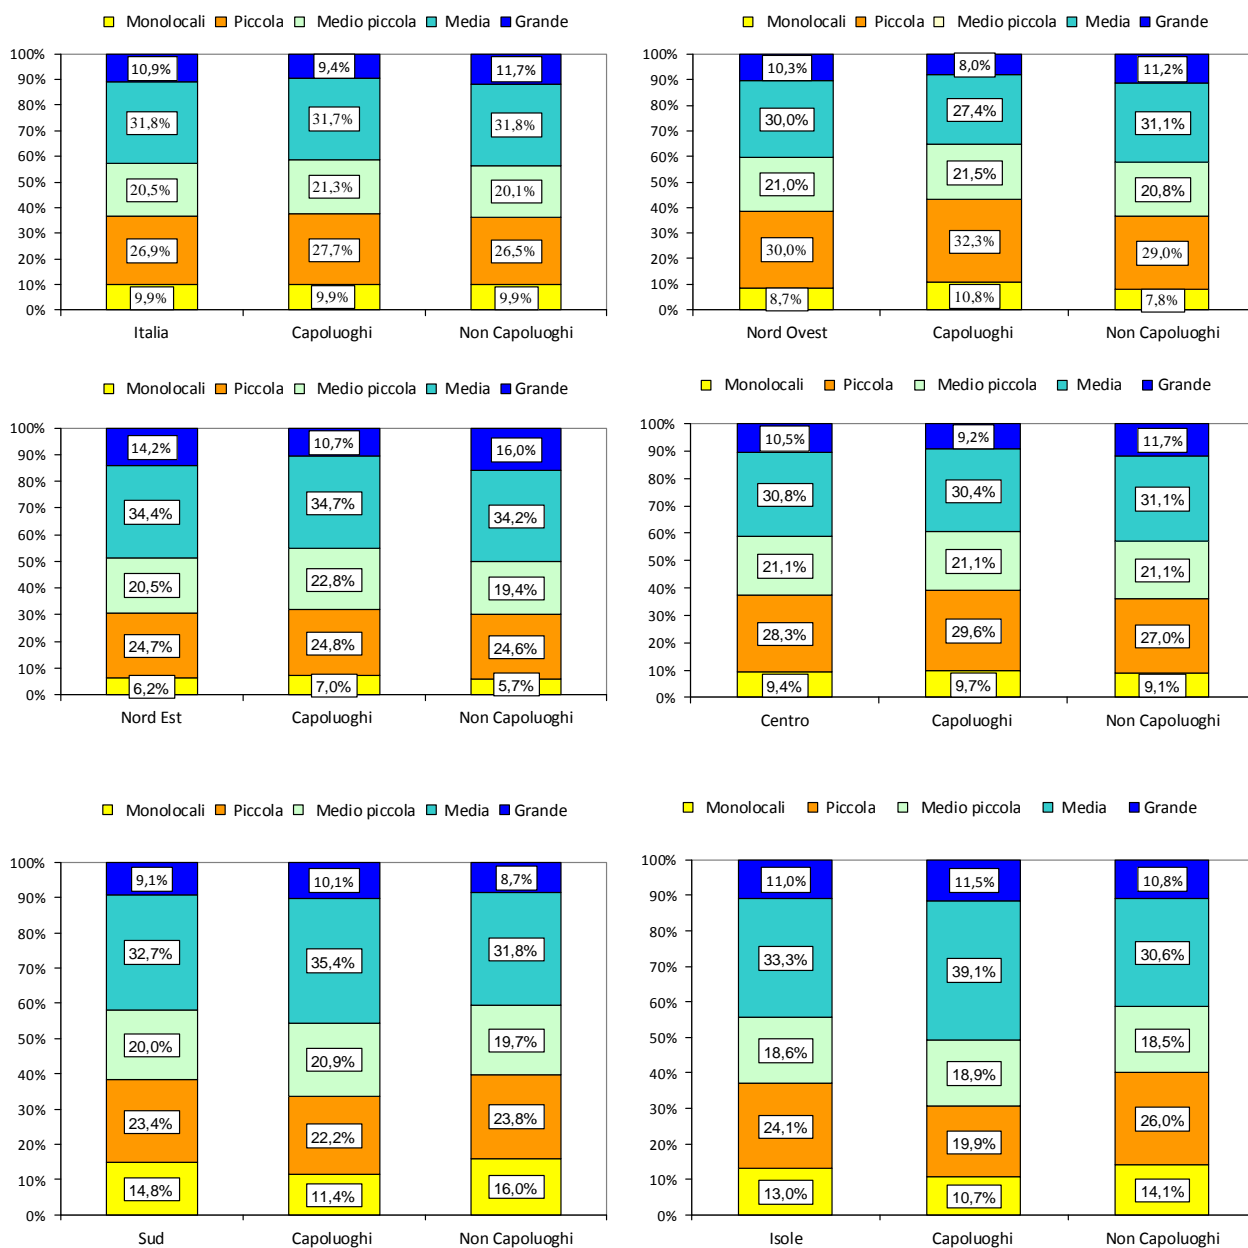 Monolocali Piccola Medio piccola Media Grande
100%
90%
80%
70%
60%
50%
40%
30%
20%
10%
0%
10,9% 9,4% 11,7%
31,8% 31,7% 31,8%
20,5% 21,3% 20,1%
26,9% 27,7% 26,5%
9,9% 9,9% 9,9%
Italia Capoluoghi Non Capoluoghi
Monolocali Piccola Medio piccola Media Grande
100%
90%
80%
70%
60%
50%
40%
30%
20%
10%
0%
10,3% 8,0% 11,2%
30,0% 27,4% 31,1%
21,0% 21,5% 20,8%
30,0% 32,3% 29,0%
8,7% 10,8% 7,8%
Nord Ovest Capoluoghi Non Capoluoghi
Monolocali Piccola Medio piccola Media Grande
100%
90%
80%
70%
60%
50%
40%
30%
20%
10%
0%
14,2% 10,7% 16,0%
34,4% 34,7% 34,2%
20,5% 22,8% 19,4%
24,7% 24,8% 24,6%
6,2% 7,0% 5,7%
Nord Est Capoluoghi Non Capoluoghi
Monolocali Piccola Medio piccola Media Grande
100%
90%
80%
70%
60%
50%
40%
30%
20%
10%
0%
10,5% 9,2% 11,7%
30,8% 30,4% 31,1%
21,1% 21,1% 21,1%
28,3% 29,6% 27,0%
9,4% 9,7% 9,1%
Centro Capoluoghi Non Capoluoghi
Monolocali Piccola Medio piccola Media Grande
100%
90%
80%
70%
60%
50%
40%
30%
20%
10%
0%
9,1% 10,1% 8,7%
32,7% 35,4% 31,8%
20,0% 20,9% 19,7%
23,4% 22,2% 23,8%
14,8% 11,4% 16,0%
Sud Capoluoghi Non Capoluoghi
Monolocali Piccola Medio piccola Media Grande
100%
90%
80%
70%
60%
50%
40%
30%
20%
10%
0%
11,0% 11,5% 10,8%
33,3% 39,1% 30,6%
18,6% 18,9% 18,5%
24,1% 19,9% 26,0%
13,0% 10,7% 14,1%
Isole Capoluoghi Non Capoluoghi